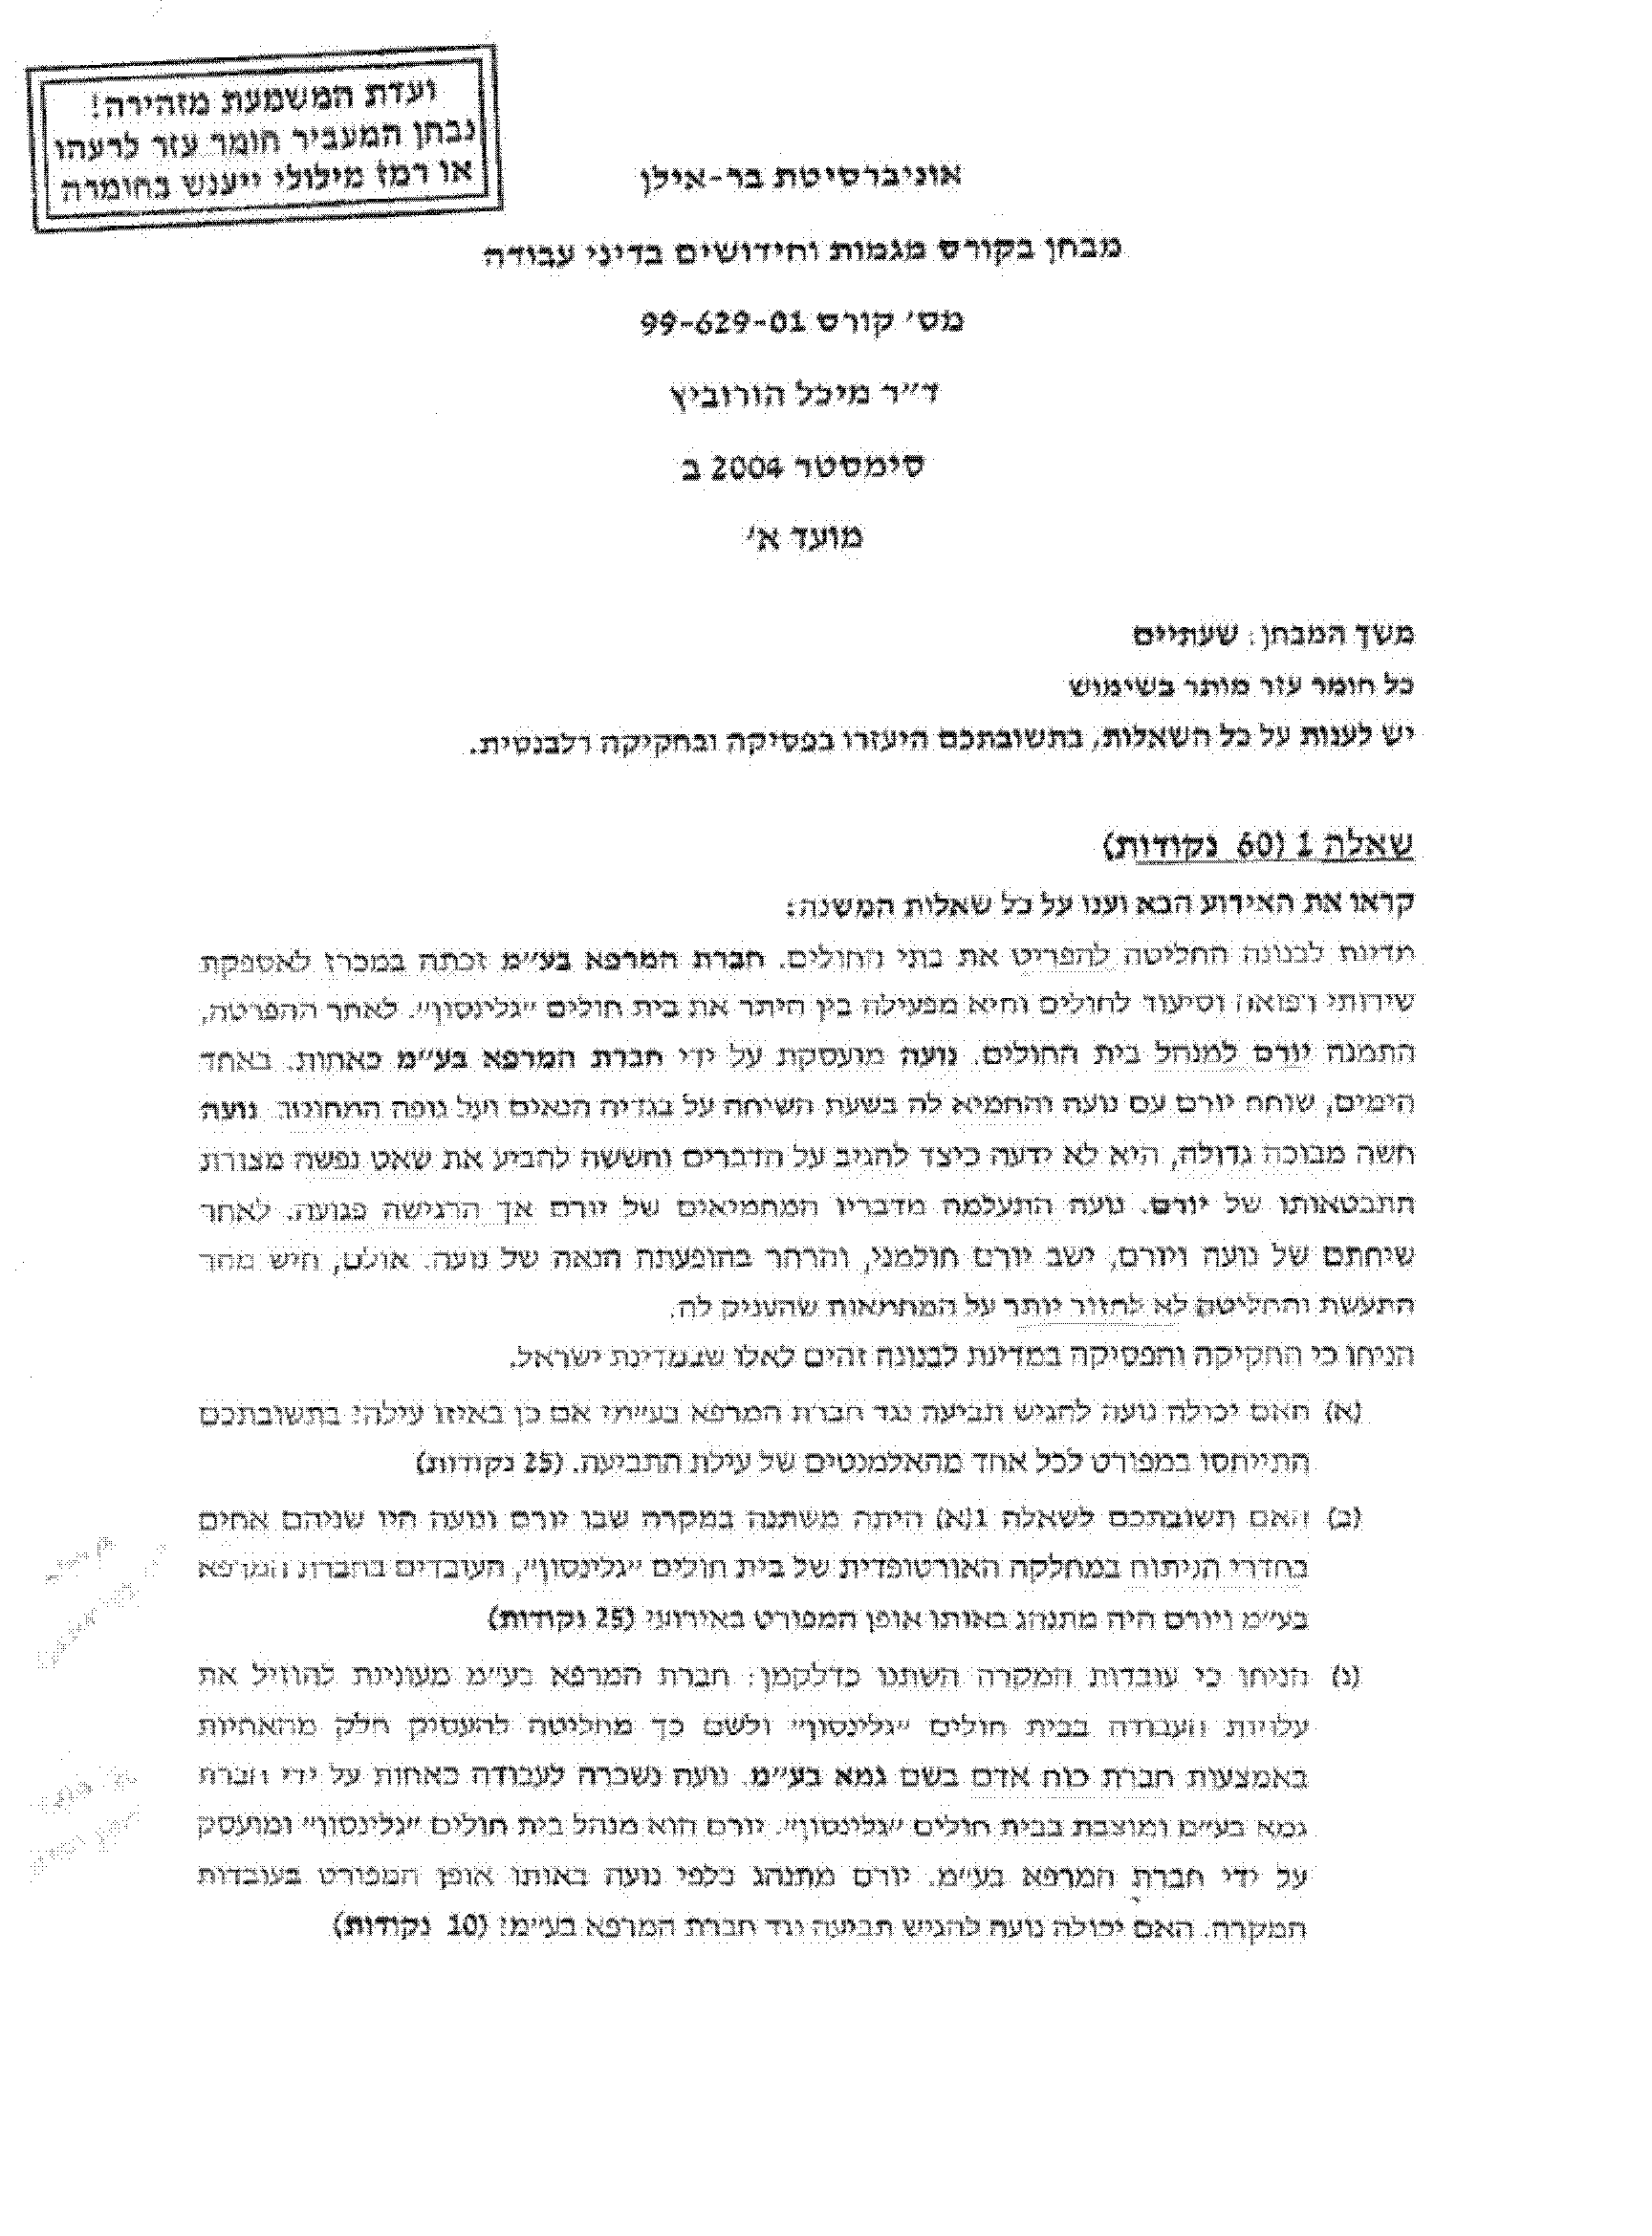 ועדת המשמעת מזהירה!
נבחן המעביר חומר עזר לרעהו
או רמז מילולי ייענש בחומרה
אוניברסיטת בר-אילן
מבחן בקורס מגמות וחידושים בדיני עבודה
מס׳ קורס 99-629-01
ד״ר מיכל הורוביץ
סימסטר 2004 ב
מועד א׳
משך המבחן: שעתיים
כל חומר עזר מותר בשימוש
יש לענות על כל השאלות, בתשובתכם היעזרו בפסיקה ובחקיקה רלבנטית.
שאלה 1 (60 נקודות)
קראו את האירוע הבא וענו על כל שאלות המשנה:
מדינת לבנונה החליטה להפריט את בתי החולים. חברת המרפא בע״מ זכתה במכרז לאספקת
שירותי רפואה וסיעוד לחולים והיא מפעילה בין היתר את בית חולים ״גלינסון״. לאחר ההפרטה,
התמנה יורם למנהל בית החולים. נועה מועסקת על ידי חברת המרפא בע״מ כאחות. באחד
הימים, שוחח יורם עם נועה והחמיא לה בשעת השיחה על בגדיה הנאים ועל גופה המחוטב. נועה
חשה מבוכה גדולה, היא לא ידעה כיצד להגיב על הדברים וחששה להביע את שאט נפשה מצורת
התבטאותו של יורם. נועה התעלמה מדבריו המחמיאים של יורם אך הרגישה פגועה. לאחר
שיחתם של נועה ויורם, ישב יורם חולמני, והרהר בהופעתה הנאה של נועה. אולם, חיש מהר
התעשת והחליט לא לחזור יותר על המחמאות שהעניק לה.
הניחו כי החקיקה והפסיקה במדינת לבנונה זהים לאלו שבמדינת ישראל.
(א) האם יכולה נועה להגיש תביעה נגד חברת המרפא בע״מ? אם כן באיזו עילה? בתשובתכם
התייחסו במפורט לכל אחד מהאלמנטים של עילת התביעה. (25 נקודות)
(ב) האם תשובתכם לשאלה 1(א) היתה משתנה במקרה שבו יורם ונועה היו שניהם אחים
בחדרי הניתוח במחלקה האורטופדית של בית חולים ״גלינסון״, העובדים בחברת המרפא
בע״מ ויורם היה מתנהג באותו אופן המפורט באירוע? (25 נקודות)
(ג) הניחו כי עובדות המקרה השתנו כדלקמן: חברת המרפא בע״מ מעונינת להוזיל את
עלויות העבודה בבית חולים ״גלינסון״ ולשם כך מחליטה להעסיק חלק מהאחיות
באמצעות חברת כוח אדם בשם גמא בע״מ. נועה נשכרה לעבודה כאחות על ידי חברת
גמא בע״מ ומוצבת בבית חולים ״גלינסון״. יורם הוא מנהל בית חולים ״גלינסון״ ומועסק
על ידי חברת המרפא בע״מ. יורם מתנהג כלפי נועה באותו אופן המפורט בעובדות
המקרה. האם יכולה נועה להגיש תביעה נגד חברת המרפא בע״מ? (10 נקודות)